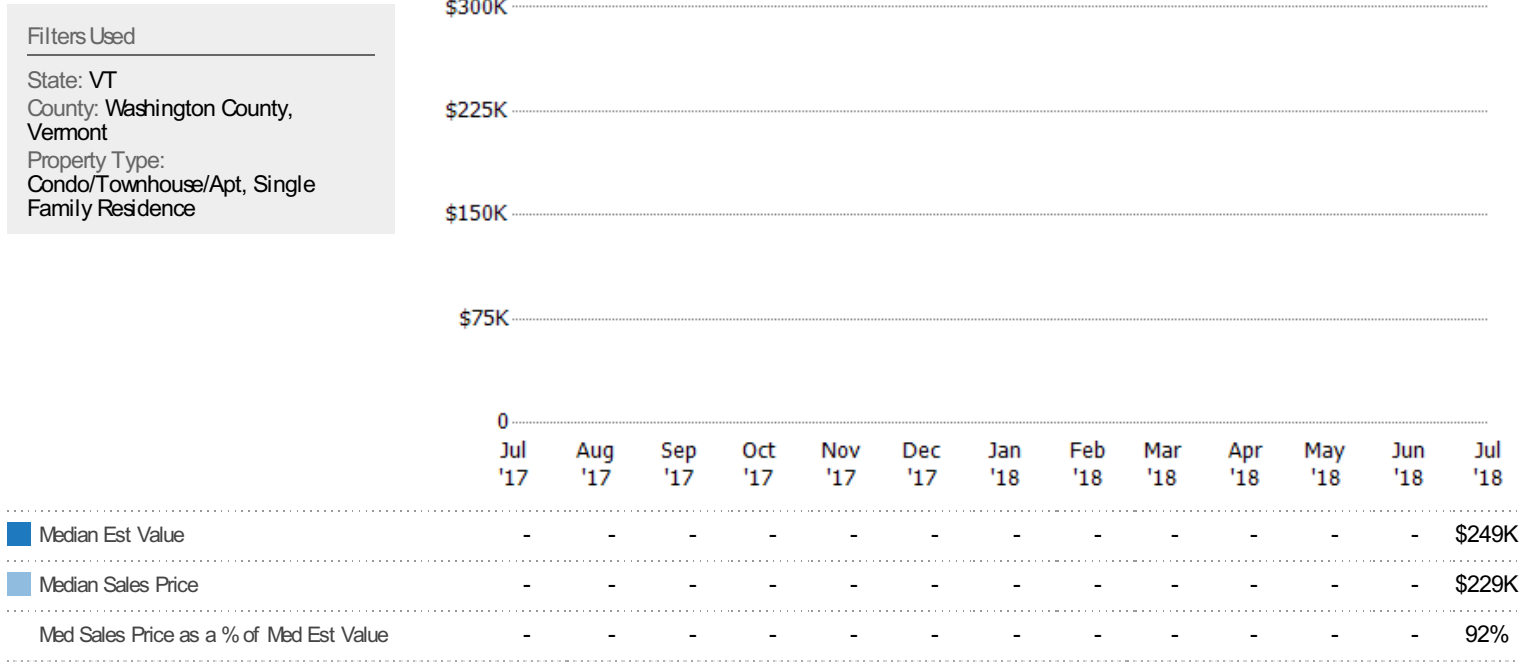 Filters Used
State: VT
County: Washington County,
Vermont
Property Type:
Condo/Townhouse/Apt, Single
Family Residence
$300K
$225K
$150K
$75K
0
Jul Aug Sep Oct Nov Dec Jan Feb Mar Apr May Jun Jul
'17 '17 '17 '17 '17 '17 '18 '18 '18 '18 '18 '18 '18
Median Est Value - - - - - - - - - - - - $249K
Median Sales Price - - - - - - - - - - - - $229K
Med Sales Price as a % of Med Est Value - - - - - - - - - - - - 92%